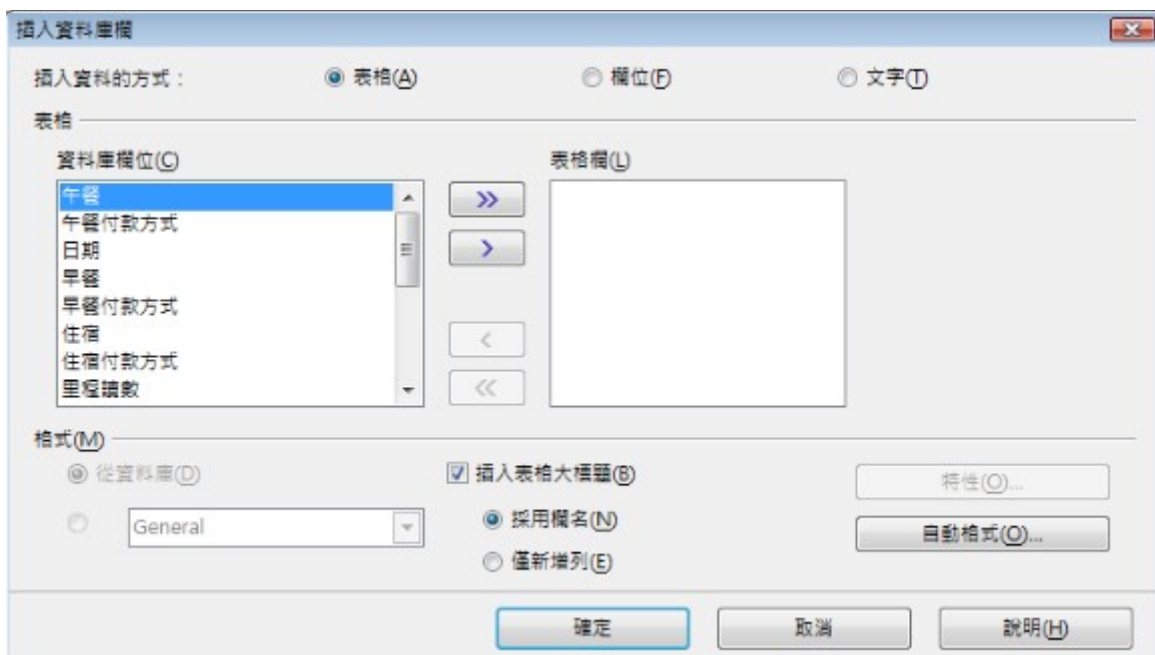 插入資料庫欄
插入資料的方式： 表格(A) 欄位(F) 文字(T)
表格
資料庫欄位(C) 表格欄(L)
午餐
午餐付款方式
日期
早餐
早餐付款方式
住宿
住宿付款方式
里程讀數
格式(M)
從資料庫(D) 插入表格大標題(B) 特性(O)...
General 採用欄名(N) 自動格式(O)...
僅新增列(E)
確定 取消 說明(H)